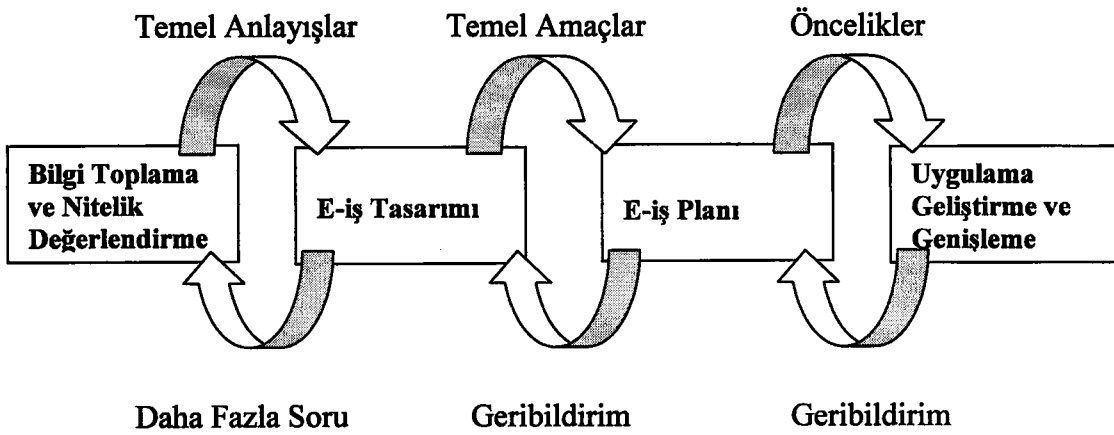 Temel Anlayışlar
Temel Amaçlar
Öncelikler
Bilgi Toplama
ve Nitelik
Değerlendirme
E-iş Tasarımı
E-iş Planı
Uygulama
Geliştirme ve
Genişleme
Daha Fazla Soru
Geribildirim
Geribildirim